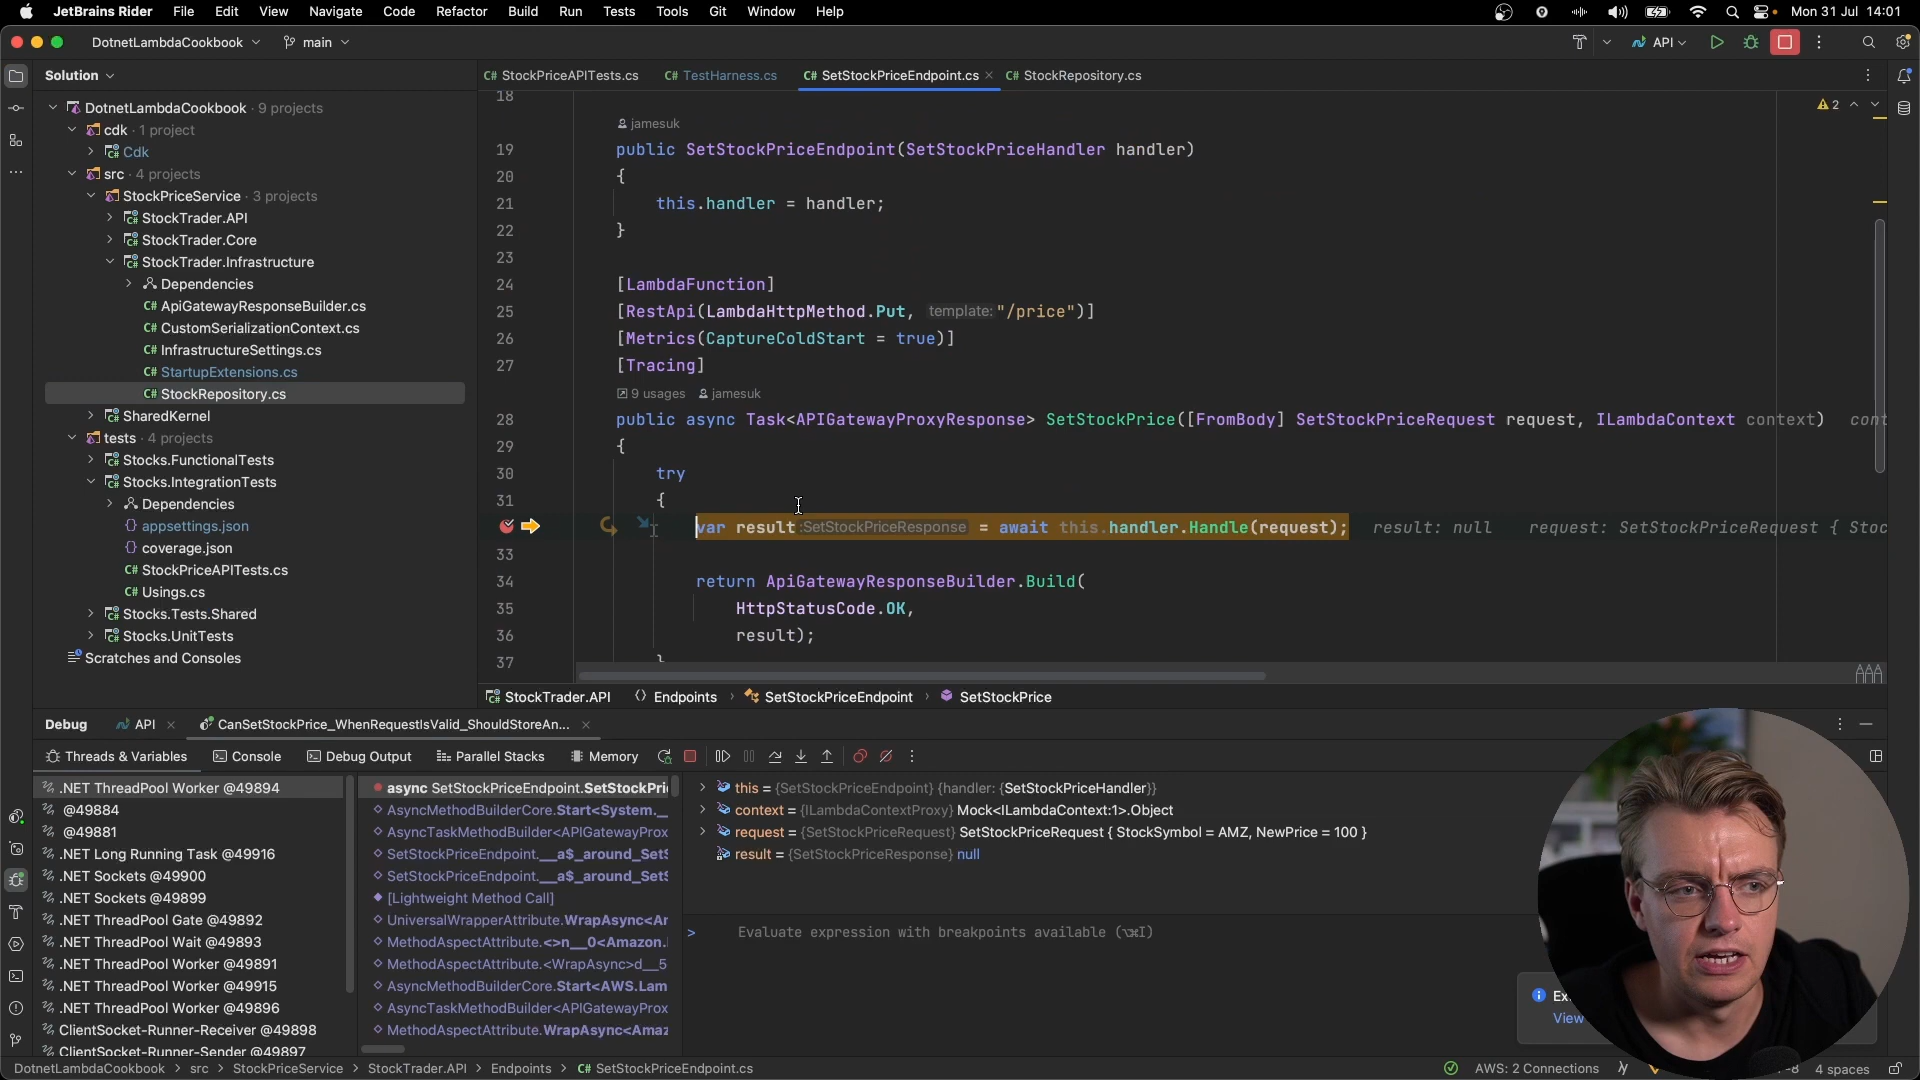 JetBrains Rider File Edit View Navigate Code Refactor Build Run Tests Tools Git Window Help Mon 31 Jul 14:01
DotnetLambdaCookbook main API
Solution
StockPriceAPITests.cs TestHarness.cs SetStockPriceEndpoint.cs StockRepository.cs
DotnetLambdaCookbook · 9 projects
cdk · 1 project
Cdk
src · 4 projects
StockPriceService · 3 projects
StockTrader.API
StockTrader.Core
StockTrader.Infrastructure
Dependencies
ApiGatewayResponseBuilder.cs
CustomSerializationContext.cs
InfrastructureSettings.cs
StartupExtensions.cs
StockRepository.cs
SharedKernel
tests · 4 projects
Stocks.FunctionalTests
Stocks.IntegrationTests
Dependencies
appsettings.json
coverage.json
StockPriceAPITests.cs
Usings.cs
Stocks.Tests.Shared
Stocks.UnitTests
Scratches and Consoles
18
2
jamesuk
19 public SetStockPriceEndpoint(SetStockPriceHandler handler)
20 {
21 this.handler = handler;
22 }
23
24 [LambdaFunction]
25 [RestApi(LambdaHttpMethod.Put, template: "/price")]
26 [Metrics(CaptureColdStart = true)]
27 [Tracing]
9 usages jamesuk
28 public async Task<APIGatewayProxyResponse> SetStockPrice([FromBody] SetStockPriceRequest request, ILambdaContext context) cont
29 {
30 try
31 {
var result :SetStockPriceResponse = await this.handler.Handle(request); result: null request: SetStockPriceRequest { Stoc
33
34 return ApiGatewayResponseBuilder.Build(
35 HttpStatusCode.OK,
36 result);
37 }
StockTrader.API Endpoints SetStockPriceEndpoint SetStockPrice
Debug API CanSetStockPrice_WhenRequestIsValid_ShouldStoreAn...
Threads & Variables Console Debug Output Parallel Stacks Memory
.NET ThreadPool Worker @49894
@49884
@49881
.NET Long Running Task @49916
.NET Sockets @49900
.NET Sockets @49899
.NET ThreadPool Gate @49892
.NET ThreadPool Wait @49893
.NET ThreadPool Worker @49891
.NET ThreadPool Worker @49915
.NET ThreadPool Worker @49896
ClientSocket-Runner-Receiver @49898
ClientSocket-Runner-Sender @49897
async SetStockPriceEndpoint.SetStockPri
AsyncMethodBuilderCore.Start<System.__
AsyncTaskMethodBuilder<APIGatewayProx
SetStockPriceEndpoint.__a$_around_SetS
SetStockPriceEndpoint.__a$_around_SetS
[Lightweight Method Call]
UniversalWrapperAttribute.WrapAsync<Ar
MethodAspectAttribute.<>n__0<Amazon.
MethodAspectAttribute.<WrapAsync>d__5
AsyncMethodBuilderCore.Start<AWS.Lam
AsyncTaskMethodBuilder<APIGatewayProx
MethodAspectAttribute.WrapAsync<Amaz
this = {SetStockPriceEndpoint} {handler: {SetStockPriceHandler}}
context = {ILambdaContextProxy} Mock<ILambdaContext:1>.Object
request = {SetStockPriceRequest} SetStockPriceRequest { StockSymbol = AMZ, NewPrice = 100 }
result = {SetStockPriceResponse} null
> Evaluate expression with breakpoints available (⌥⌘I)
View
DotnetLambdaCookbook > src > StockPriceService > StockTrader.API > Endpoints > SetStockPriceEndpoint.cs AWS: 2 Connections 4 spaces